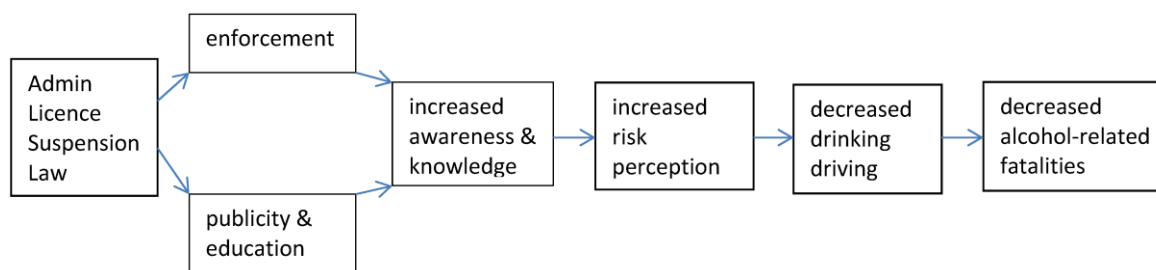 Admin
Licence
Suspension
Law
enforcement
publicity &
education
increased
awareness &
knowledge
increased
risk
perception
decreased
drinking
driving
decreased
alcohol-related
fatalities